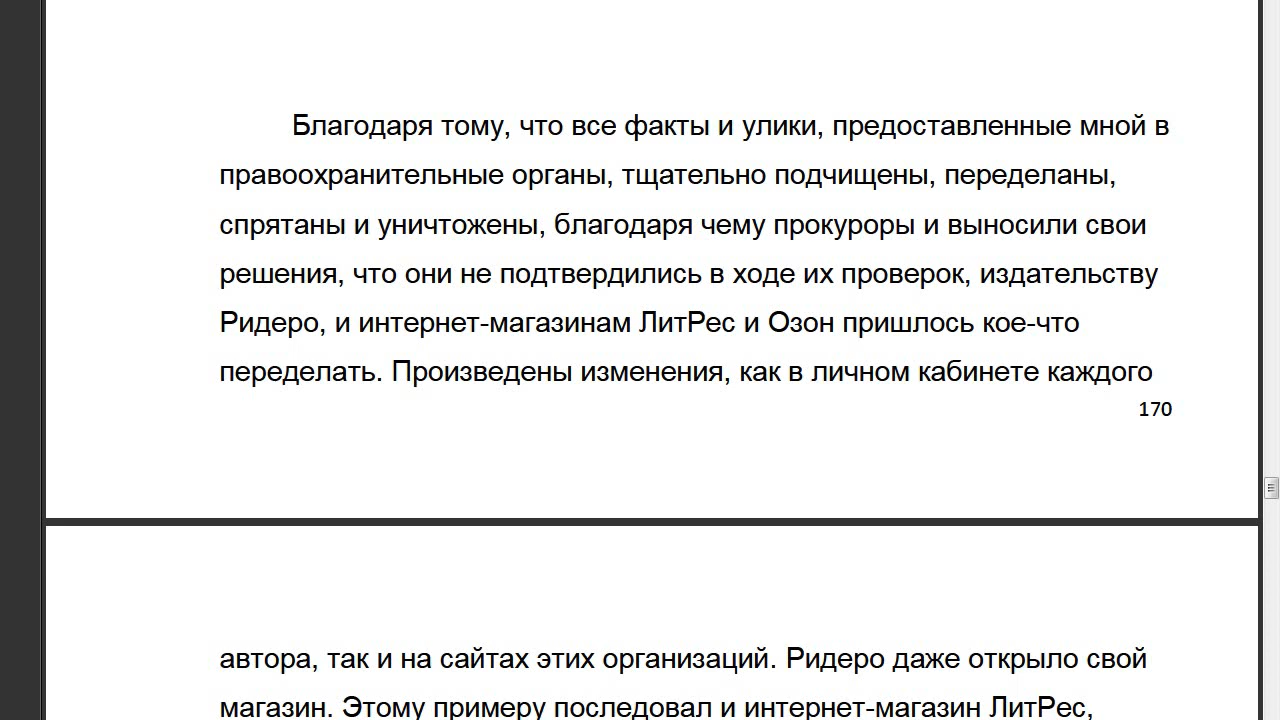 Благодаря тому, что все факты и улики, предоставленные мной в
правоохранительные органы, тщательно подчищены, переделаны,
спрятаны и уничтожены, благодаря чему прокуроры и выносили свои
решения, что они не подтвердились в ходе их проверок, издательству
Ридеро, и интернет-магазинам ЛитРес и Озон пришлось кое-что
переделать. Произведены изменения, как в личном кабинете каждого
170
автора, так и на сайтах этих организаций. Ридеро даже открыло свой
магазин. Этому примеру последовал и интернет-магазин ЛитРес,